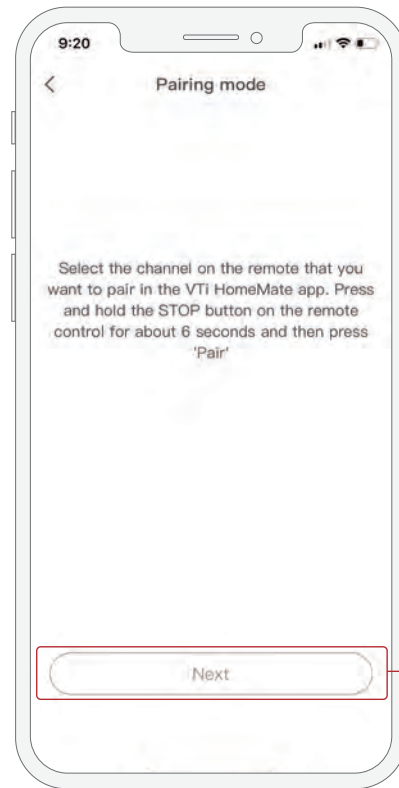 9:20
Pairing mode
Select the channel on the remote that you
want to pair in the VTi HomeMate app. Press
and hold the STOP button on the remote
control for about 6 seconds and then press
'Pair'
Next